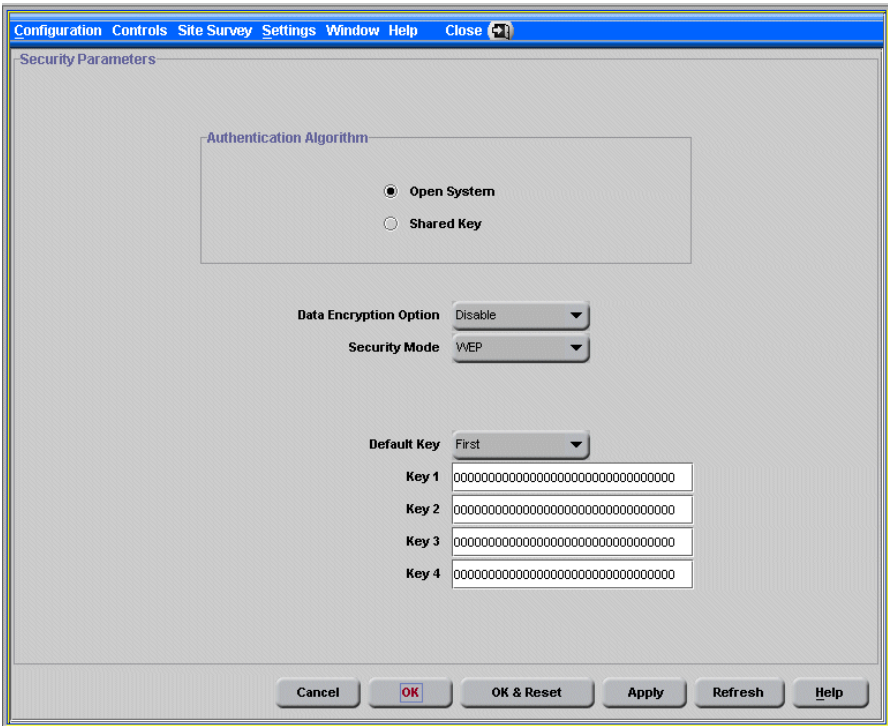 Configuration Controls Site Survey Settings Window Help Close
Security Parameters
Authentication Algorithm
Open System
Shared Key
Data Encryption Option Disable
Security Mode WEP
Default Key First
Key 1 00000000000000000000000000000000
Key 2 00000000000000000000000000000000
Key 3 00000000000000000000000000000000
Key 4 00000000000000000000000000000000
Cancel OK OK & Reset Apply Refresh Help